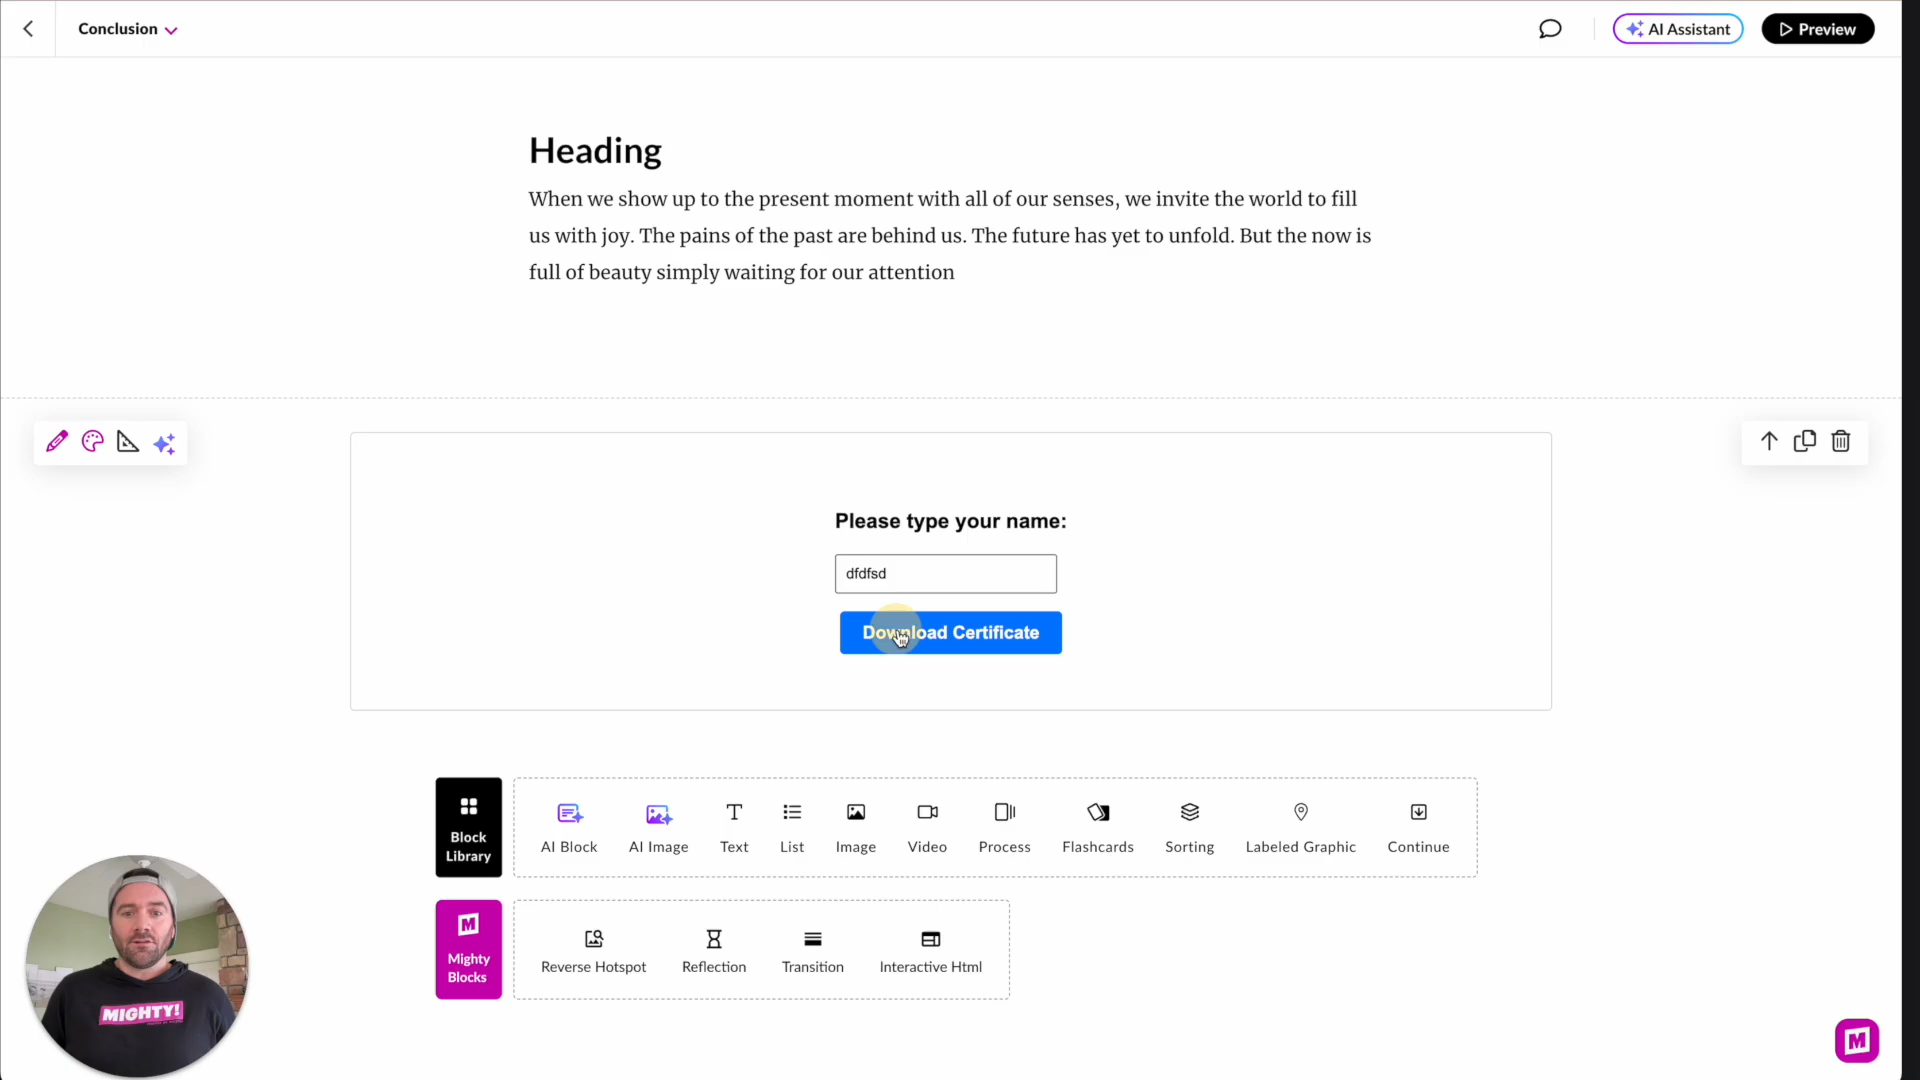 Conclusion
AI Assistant
Preview
Heading
When we show up to the present moment with all of our senses, we invite the world to fill
us with joy. The pains of the past are behind us. The future has yet to unfold. But the now is
full of beauty simply waiting for our attention
Please type your name:
dfdfsd
Download Certificate
Block
Library
AI Block
AI Image
Text
List
Image
Video
Process
Flashcards
Sorting
Labeled Graphic
Continue
M
Mighty
Blocks
Reverse Hotspot
Reflection
Transition
Interactive Html
MIGHTY!
M